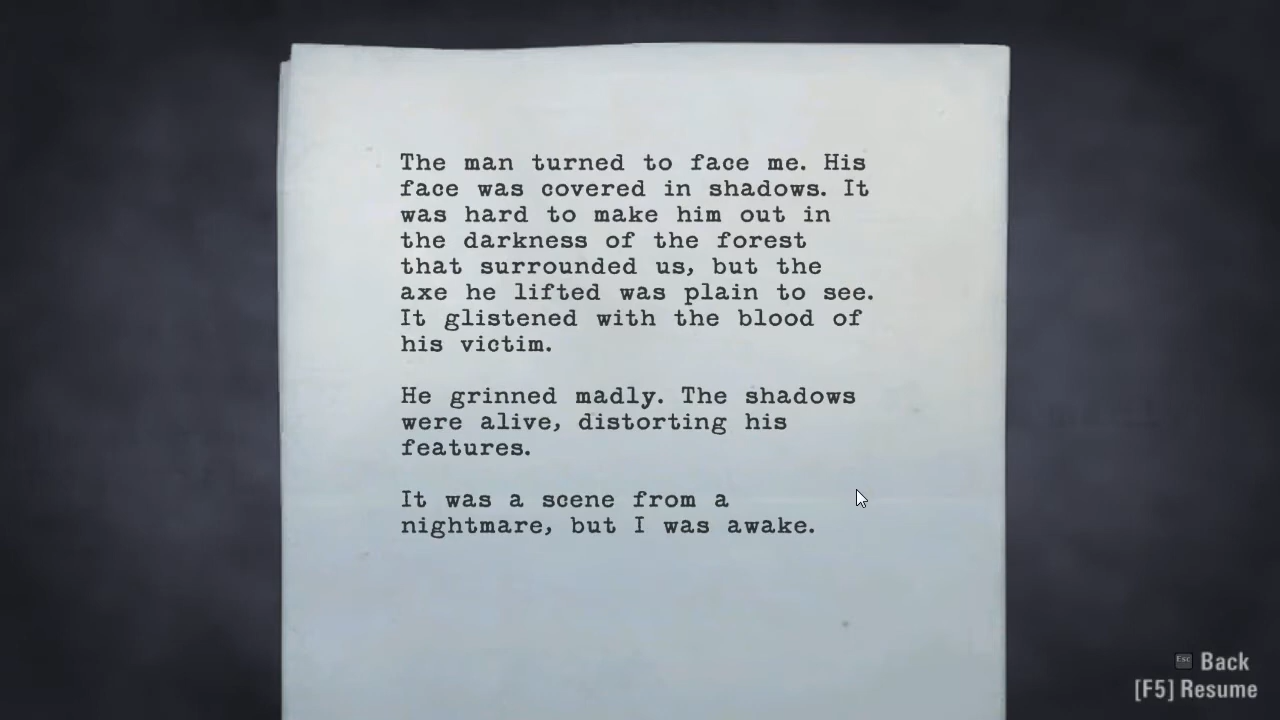 The man turned to face me. His
face was covered in shadows. It
was hard to make him out in
the darkness of the forest
that surrounded us, but the
axe he lifted was plain to see.
It glistened with the blood of
his victim.
He grinned madly. The shadows
were alive, distorting his
features.
It was a scene from a
nightmare, but I was awake.
Esc Back
[F5] Resume